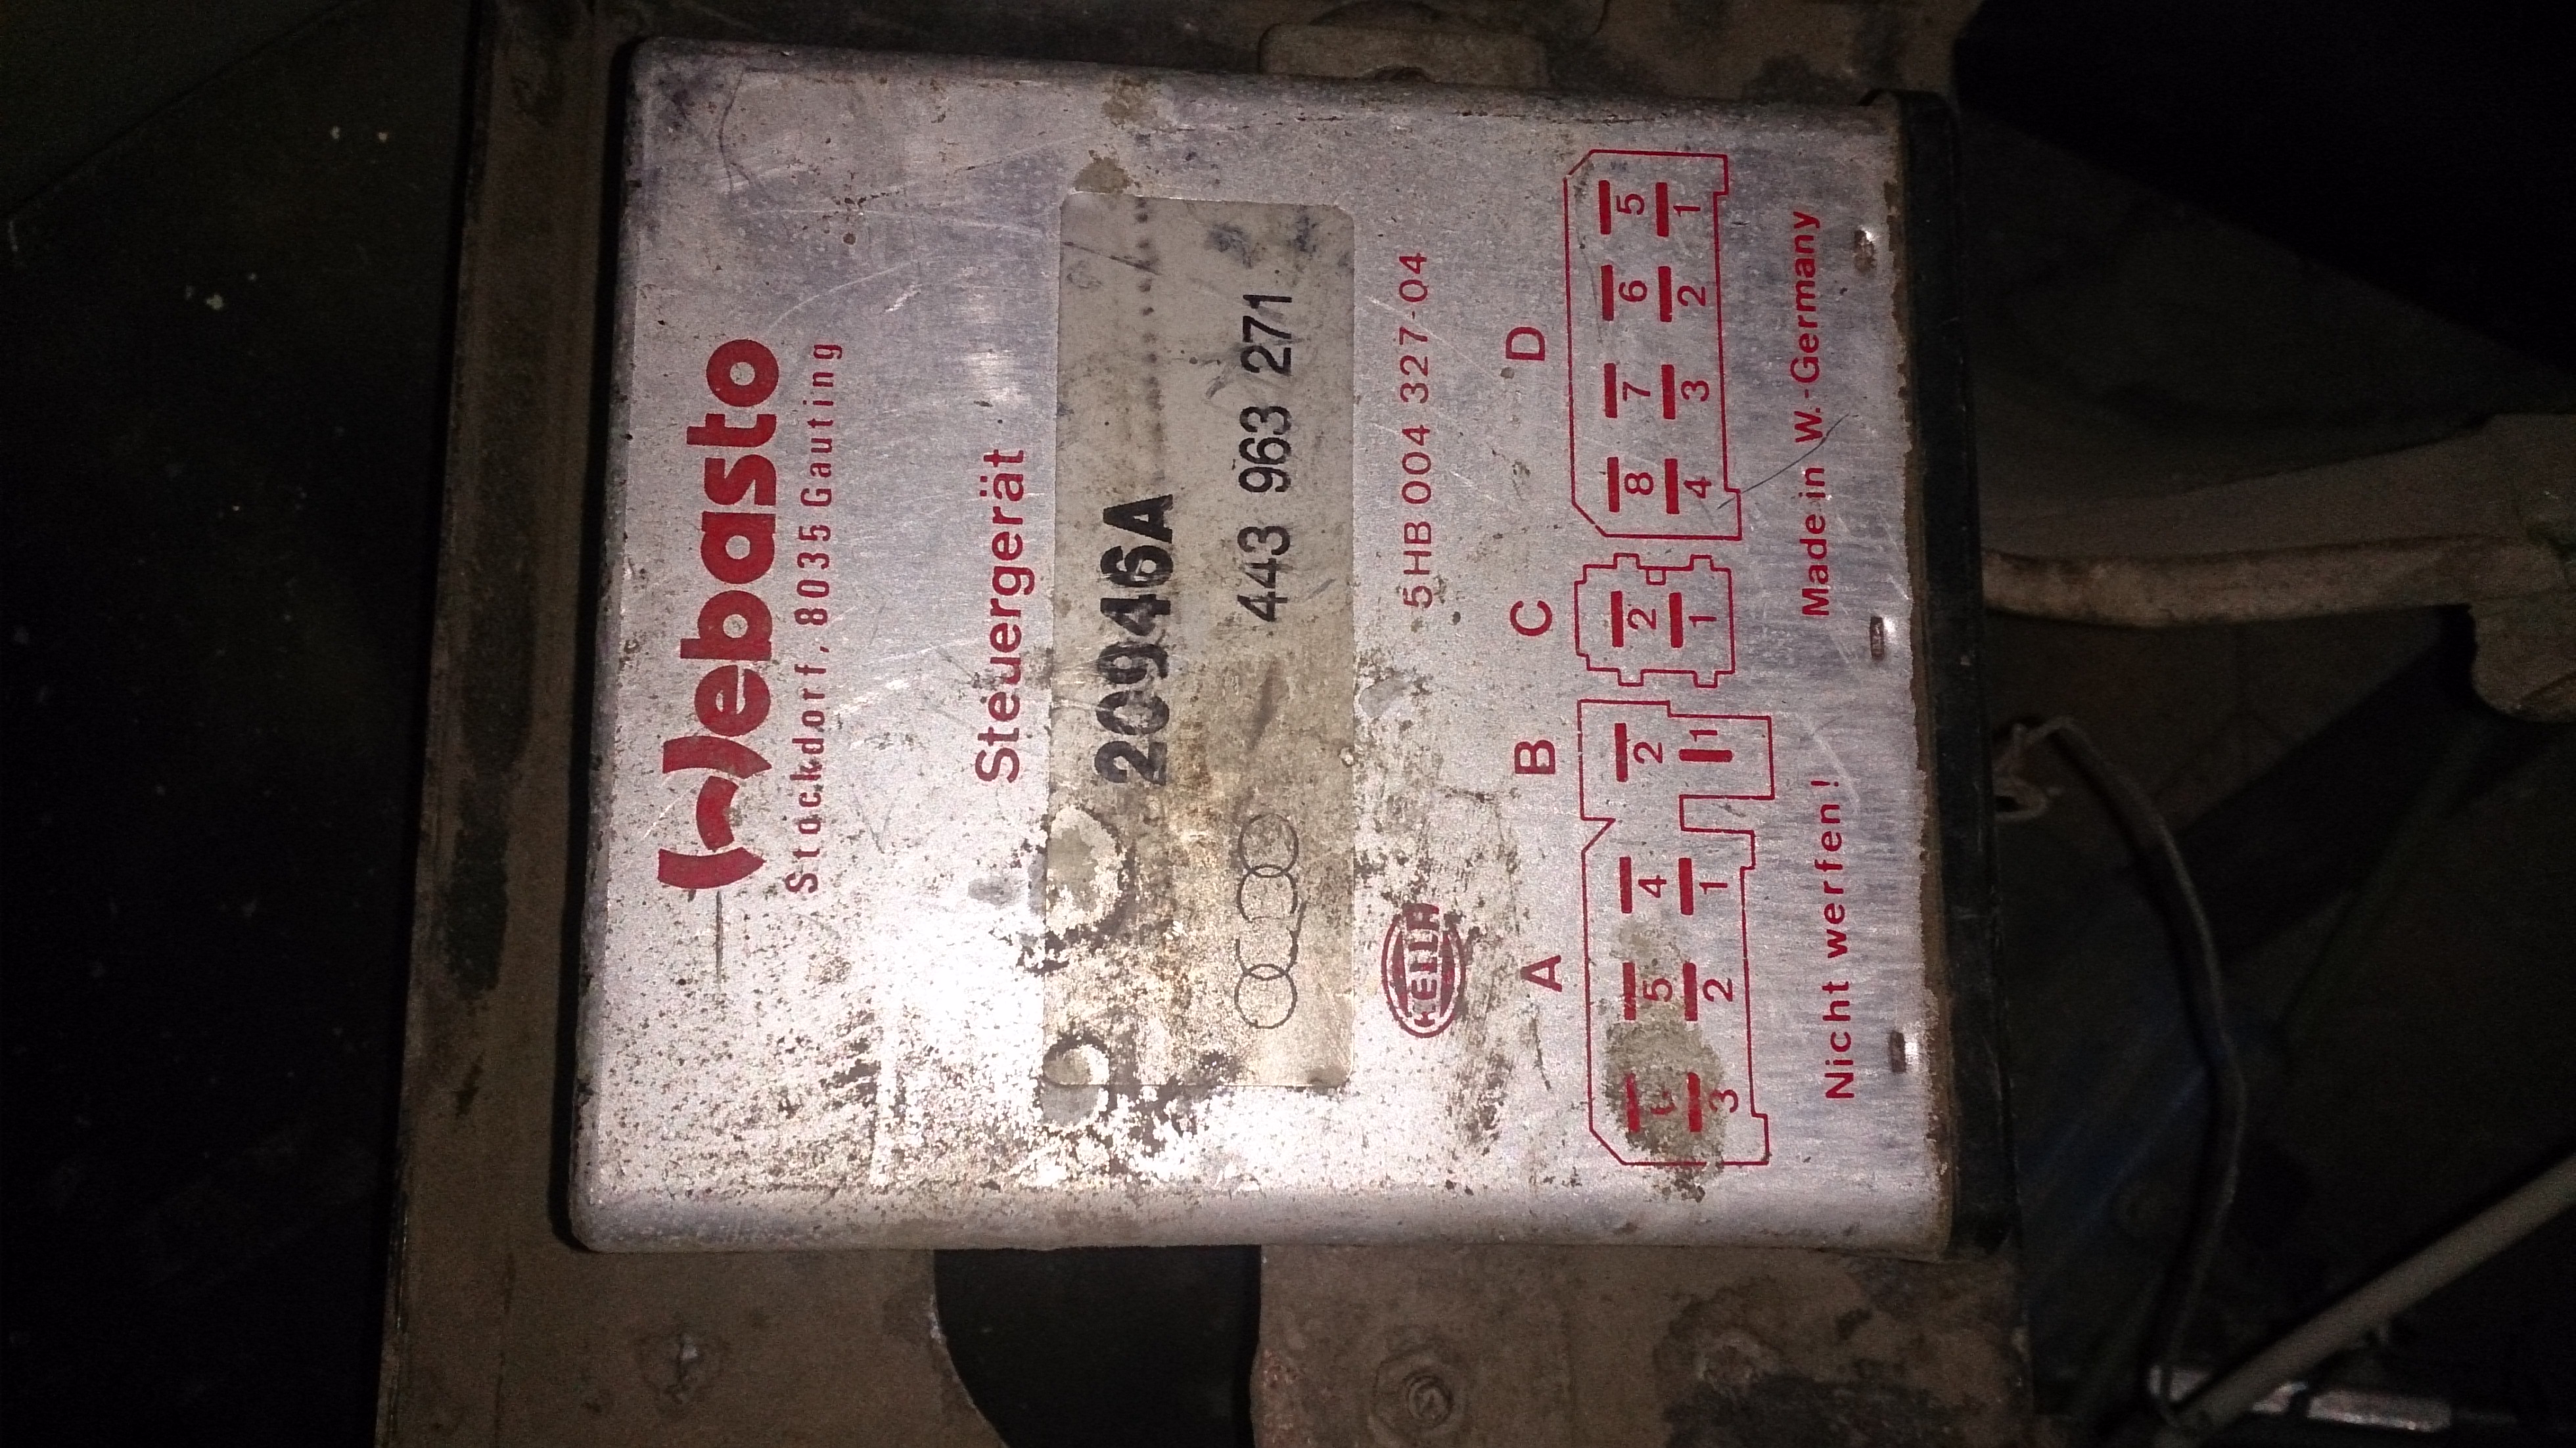 Webasto
Stockdorf, 8035 Gauting
Steuergerät
20946A
443 963 271
HELLA
5HB 004 327-04
A B C D
4 2 2 8 7 6 5
5
1 1 1 4 3 2 1
2
3
Nicht werfen! Made in W.-Germany